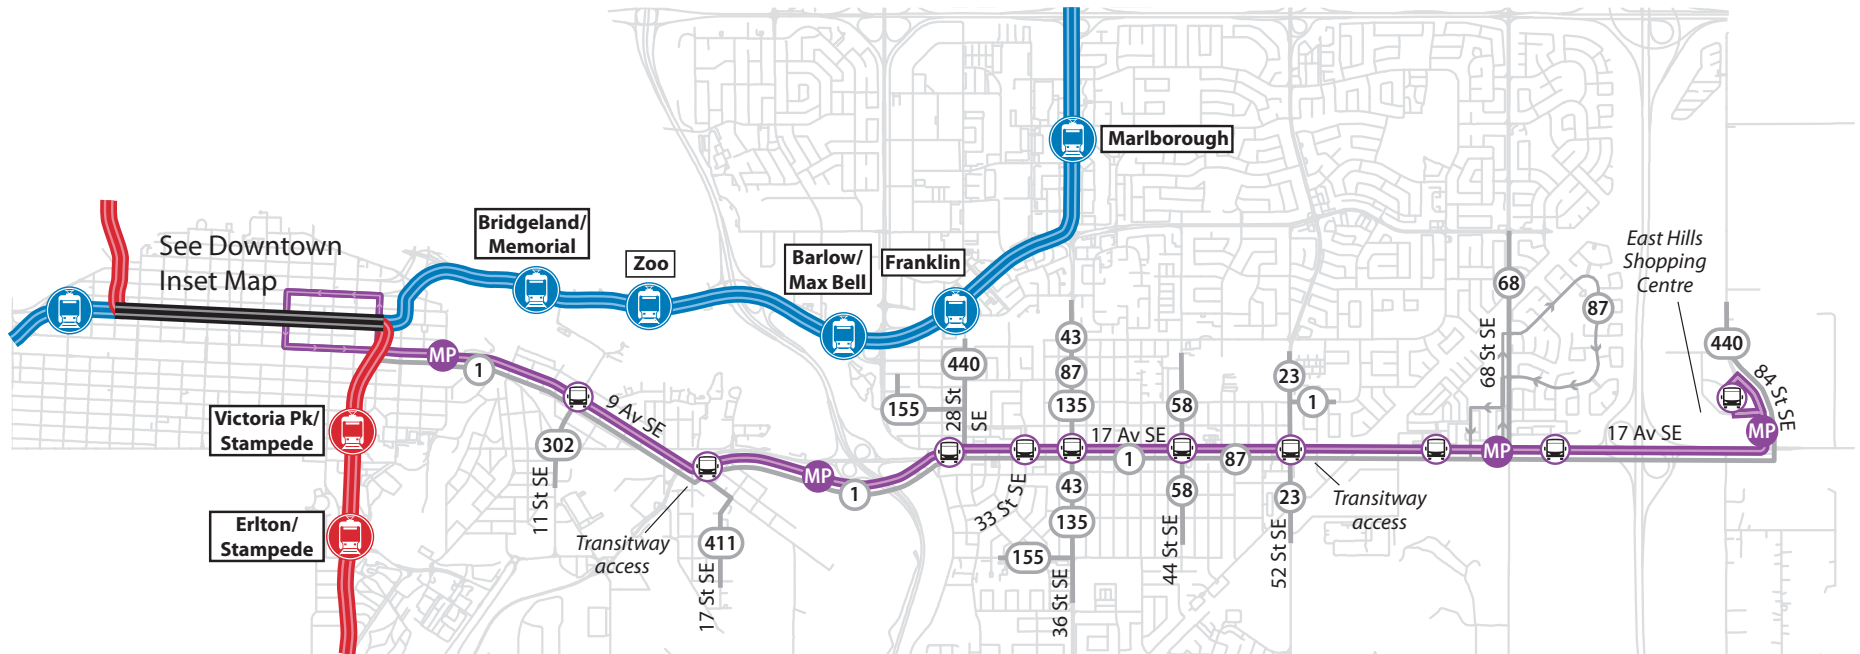 Marlborough
Bridgeland/
Memorial
See Downtown
Inset Map
Zoo
Barlow/
Max Bell
Franklin
East Hills
Shopping
Centre
68
87
68 St SE
43
440
440
MP
1
87
23
84 St SE
155
28 St
SE
135
58
1
Victoria Pk/
Stampede
9 Av SE
302
11 St SE
17 Av SE
1
87
MP
17 Av SE
MP
MP
1
33 St SE
43
58
23
Transitway
access
135
Erlton/
Stampede
Transitway
access
411
17 St SE
155
36 St SE
44 St SE
52 St SE